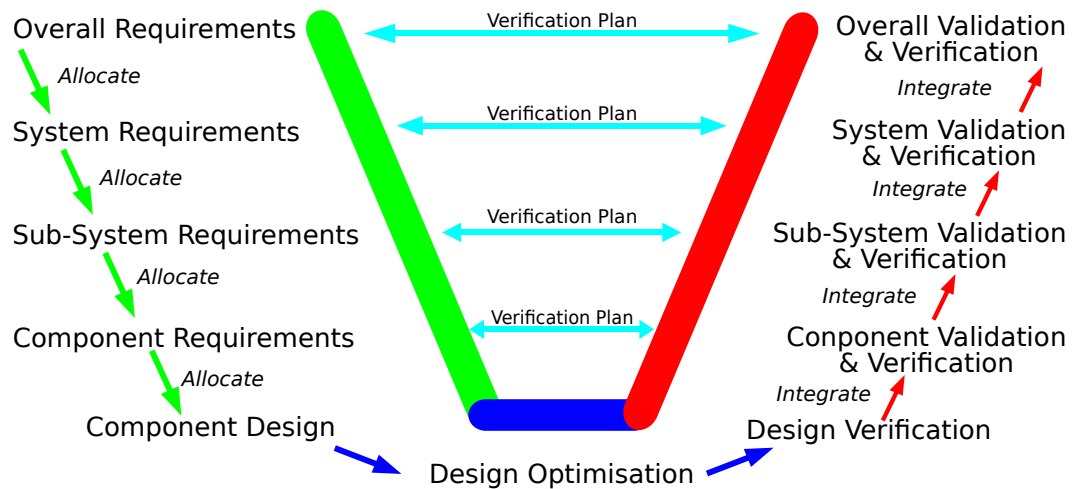 Overall Requirements
Verification Plan
Overall Validation
& Verification
Allocate
Integrate
System Requirements
Verification Plan
System Validation
& Verification
Allocate
Integrate
Sub-System Requirements
Verification Plan
Sub-System Validation
& Verification
Allocate
Integrate
Component Requirements
Verification Plan
Conponent Validation
& Verification
Allocate
Integrate
Component Design
Design Verification
Design Optimisation